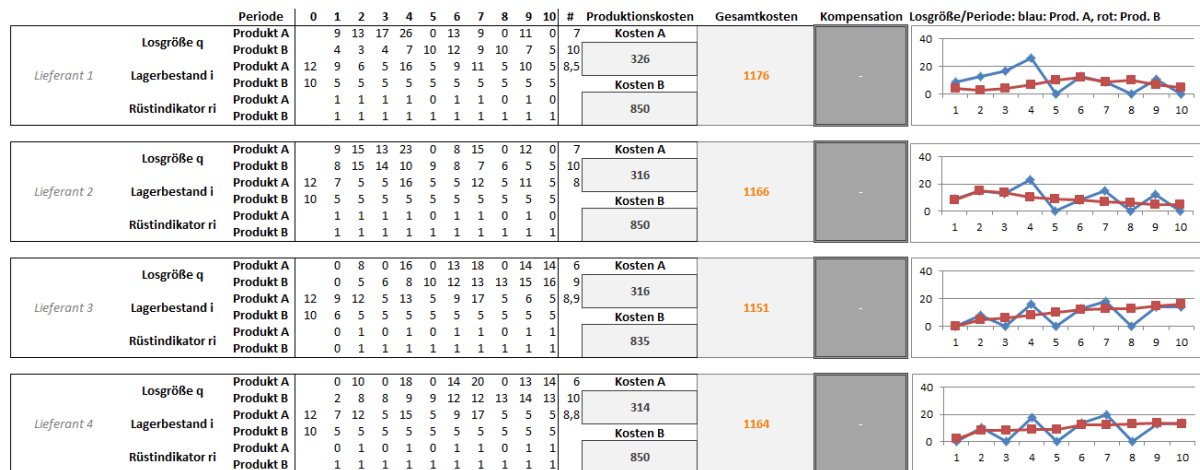 Periode 0 1 2 3 4 5 6 7 8 9 10 # Produktionskosten Gesamtkosten Kompensation Losgröße/Periode: blau: Prod. A, rot: Prod. B
Lieferant 1
Losgröße q
Produkt A 9 13 17 26 0 13 9 0 11 0 7
Produkt B 4 3 4 7 10 12 9 10 7 5 10
Lagerbestand i
Produkt A 12 9 6 5 16 5 9 11 5 10 5 8,5
Produkt B 10 5 5 5 5 5 5 5 5 5 5
Rüstindikator ri
Produkt A 1 1 1 1 0 1 1 0 1 0
Produkt B 1 1 1 1 1 1 1 1 1 1
Kosten A
326
Kosten B
850
1176
-
40
20
0
1 2 3 4 5 6 7 8 9 10
Lieferant 2
Losgröße q
Produkt A 9 15 13 23 0 8 15 0 12 0 7
Produkt B 8 15 14 10 9 8 7 6 5 5 10
Lagerbestand i
Produkt A 12 7 5 5 16 5 5 12 5 11 5 8
Produkt B 10 5 5 5 5 5 5 5 5 5 5
Rüstindikator ri
Produkt A 1 1 1 1 0 1 1 0 1 0
Produkt B 1 1 1 1 1 1 1 1 1 1
Kosten A
316
Kosten B
850
1166
-
40
20
0
1 2 3 4 5 6 7 8 9 10
Lieferant 3
Losgröße q
Produkt A 0 8 0 16 0 13 18 0 14 14 6
Produkt B 0 5 6 8 10 12 13 13 15 16 9
Lagerbestand i
Produkt A 12 9 12 5 13 5 9 17 5 6 5 8,9
Produkt B 10 6 5 5 5 5 5 5 5 5 5
Rüstindikator ri
Produkt A 0 1 0 1 0 1 1 0 1 1
Produkt B 0 1 1 1 1 1 1 1 1 1
Kosten A
316
Kosten B
835
1151
-
40
20
0
1 2 3 4 5 6 7 8 9 10
Lieferant 4
Losgröße q
Produkt A 0 10 0 18 0 14 20 0 13 14 6
Produkt B 2 8 8 9 9 12 12 13 14 13 10
Lagerbestand i
Produkt A 12 7 12 5 15 5 9 17 5 5 5 8,8
Produkt B 10 5 5 5 5 5 5 5 5 5 5
Rüstindikator ri
Produkt A 0 1 0 1 0 1 1 0 1 1
Produkt B 1 1 1 1 1 1 1 1 1 1
Kosten A
314
Kosten B
850
1164
-
40
20
0
1 2 3 4 5 6 7 8 9 10